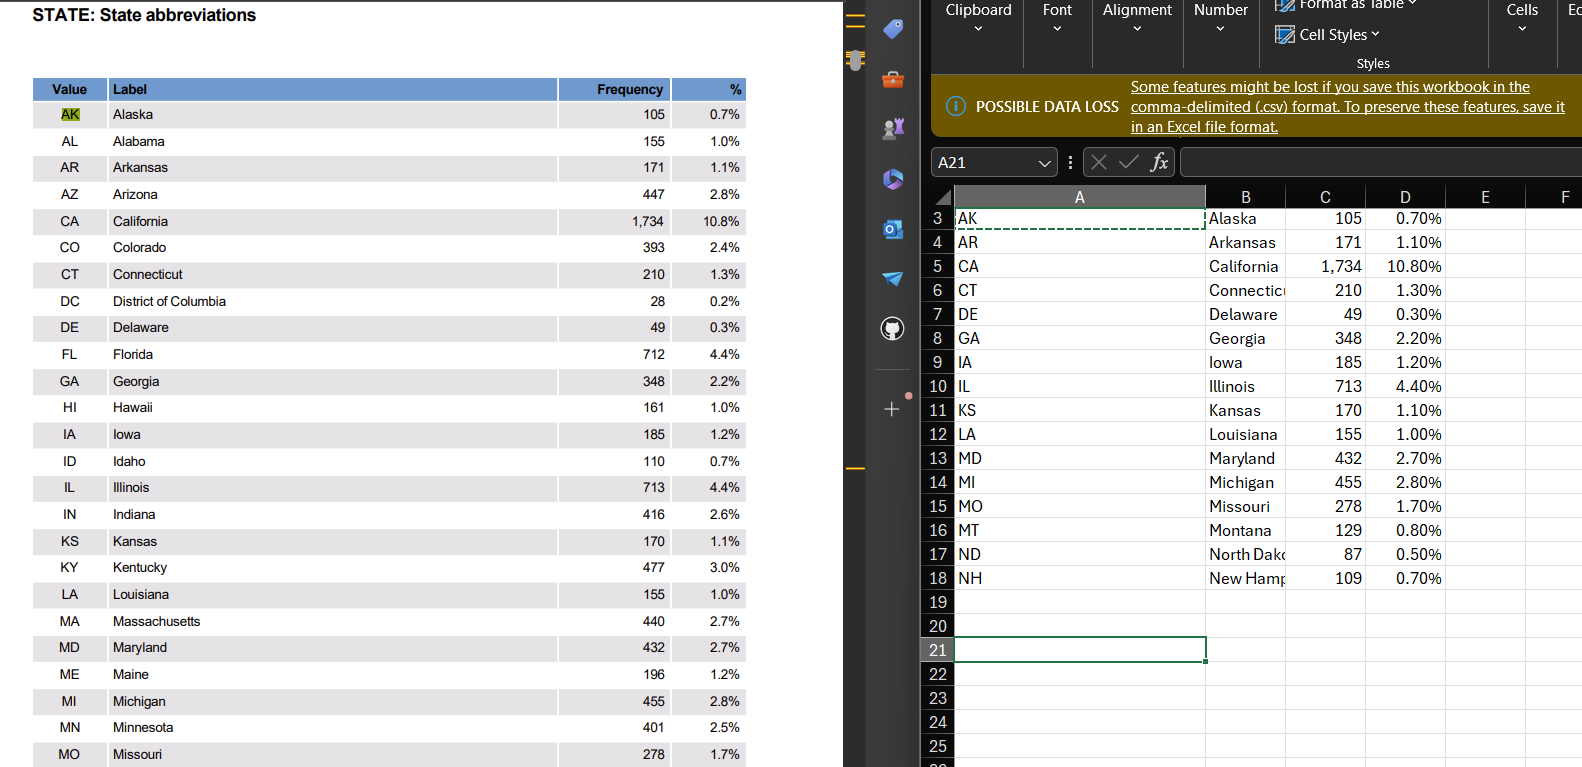 STATE: State abbreviations
Value Label Frequency %
AK Alaska 105 0.7%
AL Alabama 155 1.0%
AR Arkansas 171 1.1%
AZ Arizona 447 2.8%
CA California 1,734 10.8%
CO Colorado 393 2.4%
CT Connecticut 210 1.3%
DC District of Columbia 28 0.2%
DE Delaware 49 0.3%
FL Florida 712 4.4%
GA Georgia 348 2.2%
HI Hawaii 161 1.0%
IA Iowa 185 1.2%
ID Idaho 110 0.7%
IL Illinois 713 4.4%
IN Indiana 416 2.6%
KS Kansas 170 1.1%
KY Kentucky 477 3.0%
LA Louisiana 155 1.0%
MA Massachusetts 440 2.7%
MD Maryland 432 2.7%
ME Maine 196 1.2%
MI Michigan 455 2.8%
MN Minnesota 401 2.5%
MO Missouri 278 1.7%
Clipboard Font Alignment Number Format as Table Cells
Cell Styles
Styles
POSSIBLE DATA LOSS Some features might be lost if you save this workbook in the
comma-delimited (.csv) format. To preserve these features, save it
in an Excel file format.
A21 fx
A B C D E F
3 AK Alaska 105 0.70%
4 AR Arkansas 171 1.10%
5 CA California 1,734 10.80%
6 CT Connectic 210 1.30%
7 DE Delaware 49 0.30%
8 GA Georgia 348 2.20%
9 IA Iowa 185 1.20%
10 IL Illinois 713 4.40%
11 KS Kansas 170 1.10%
12 LA Louisiana 155 1.00%
13 MD Maryland 432 2.70%
14 MI Michigan 455 2.80%
15 MO Missouri 278 1.70%
16 MT Montana 129 0.80%
17 ND North Dak 87 0.50%
18 NH New Hamp 109 0.70%
19
20
21
22
23
24
25